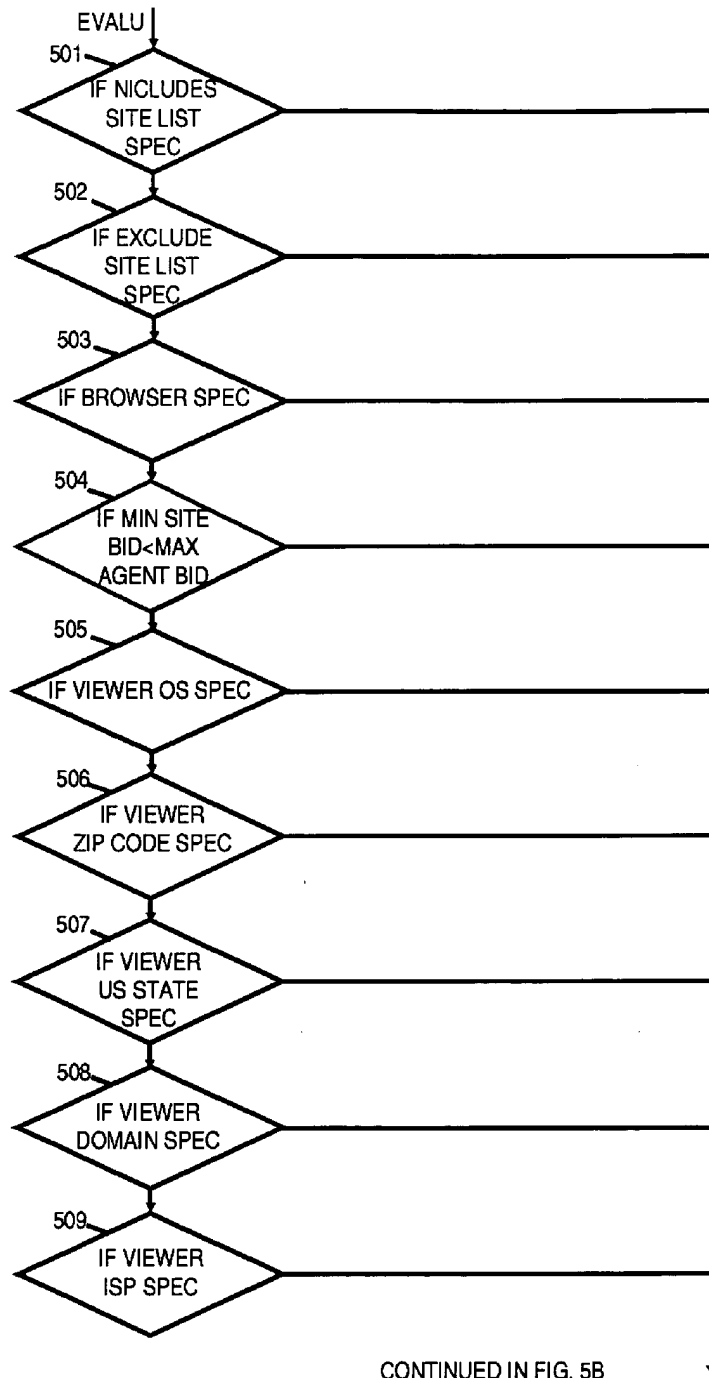 EVALU
501
IF NICLUDES
SITE LIST
SPEC
502
IF EXCLUDE
SITE LIST
SPEC
503
IF BROWSER SPEC
504
IF MIN SITE
BID<MAX
AGENT BID
505
IF VIEWER OS SPEC
506
IF VIEWER
ZIP CODE SPEC
507
IF VIEWER
US STATE
SPEC
508
IF VIEWER
DOMAIN SPEC
509
IF VIEWER
ISP SPEC
CONTINUED IN FIG. 5B